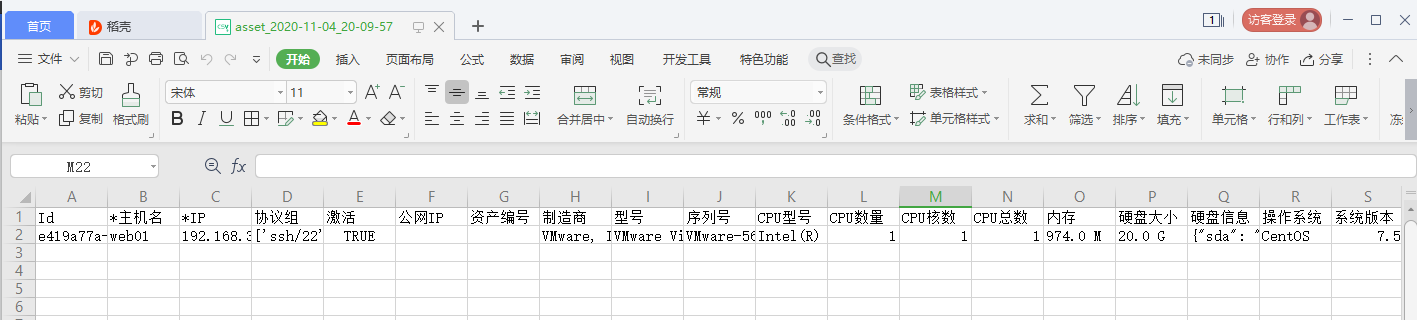 首页 稻壳 CSV asset_2020-11-04_20-09-57 1 访客登录
文件 开始 插入 页面布局 公式 数据 审阅 视图 开发工具 特色功能 查找 未同步 协作 分享
剪切 宋体 11 A+ A- 常规 表格样式
粘贴 复制 格式刷 B I U A 合并居中 自动换行 ¥ % 000 条件格式 单元格样式 求和 筛选 排序 填充 单元格 行和列 工作表
M22 fx
A B C D E F G H I J K L M N O P Q R S
1 Id *主机名 *IP 协议组 激活 公网IP 资产编号 制造商 型号 序列号 CPU型号 CPU数量 CPU核数 CPU总数 内存 硬盘大小 硬盘信息 操作系统 系统版本
2 e419a77a- web01 192.168.3 ['ssh/22' TRUE VMware, I VMware Vi VMware-56 Intel(R) 1 1 1 974.0 M 20.0 G {"sda": " CentOS 7.5
3
4
5
6